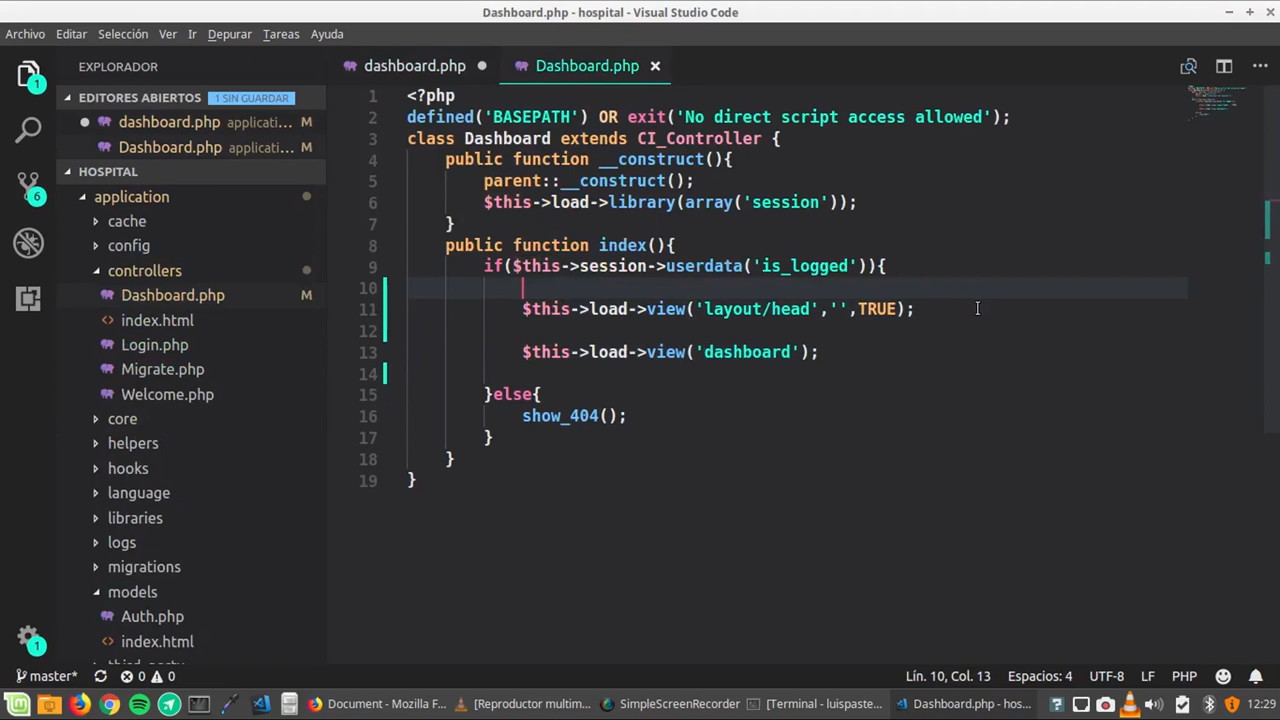 Dashboard.php - hospital - Visual Studio Code
Archivo Editar Selección Ver Ir Depurar Tareas Ayuda
EXPLORADOR
EDITORES ABIERTOS 1 SIN GUARDAR
dashboard.php applicati... M
Dashboard.php applicati... M
HOSPITAL
application
cache
config
controllers
Dashboard.php M
index.html
Login.php
Migrate.php
Welcome.php
core
helpers
hooks
language
libraries
logs
migrations
models
Auth.php
index.html
1
6
1
dashboard.php
Dashboard.php
1 <?php
2 defined('BASEPATH') OR exit('No direct script access allowed');
3 class Dashboard extends CI_Controller {
4 public function __construct(){
5 parent::__construct();
6 $this->load->library(array('session'));
7 }
8 public function index(){
9 if($this->session->userdata('is_logged')){
10
11 $this->load->view('layout/head','',TRUE);
12
13 $this->load->view('dashboard');
14
15 }else{
16 show_404();
17 }
18 }
19 }
master* 0 0 Lín. 10, Col. 13 Espacios: 4 UTF-8 LF PHP
Document - Mozilla F... [Reproductor multim... SimpleScreenRecorder [Terminal - luispaste... Dashboard.php - hos... 12:29